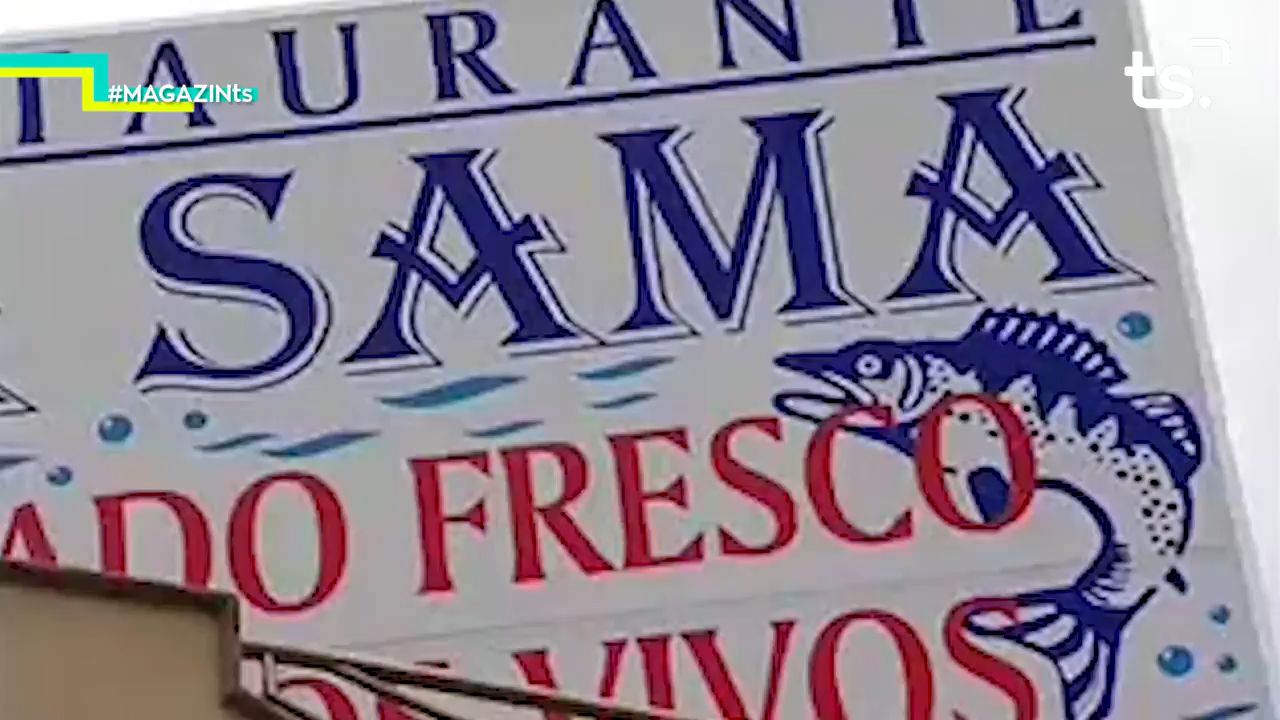 TAURANTE
#MAGAZINts
ts.
SAMA
ADO FRESCO
VIVOS